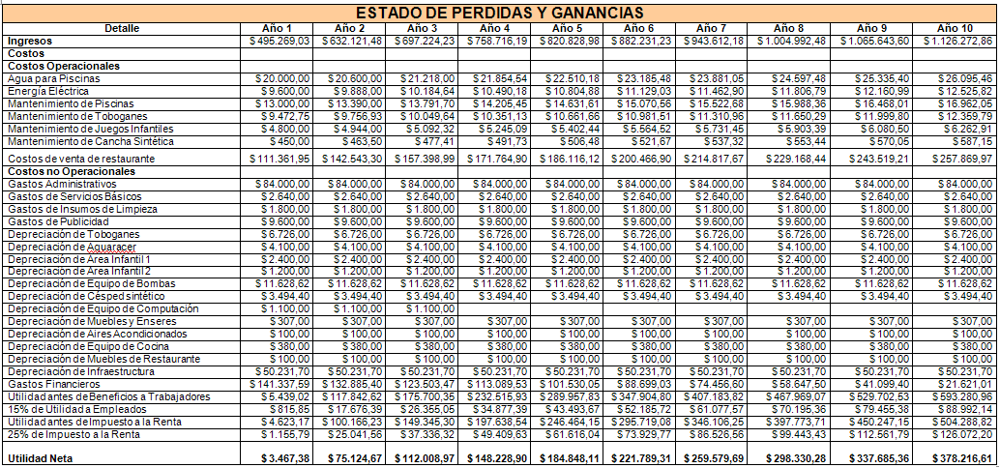 ESTADO DE PERDIDAS Y GANANCIAS
Detalle Año 1 Año 2 Año 3 Año 4 Año 5 Año 6 Año 7 Año 8 Año 9 Año 10
Ingresos $ 495.269,03 $ 632.121,48 $ 697.224,23 $ 758.716,19 $ 820.828,98 $ 882.231,23 $ 943.612,18 $ 1.004.992,48 $ 1.065.643,60 $ 1.126.272,86
Costos
Costos Operacionales
Agua para Piscinas $ 20.000,00 $ 20.600,00 $ 21.218,00 $ 21.854,54 $ 22.510,18 $ 23.185,48 $ 23.881,05 $ 24.597,48 $ 25.335,40 $ 26.095,46
Energía Eléctrica $ 9.600,00 $ 9.888,00 $ 10.184,64 $ 10.490,18 $ 10.804,88 $ 11.129,03 $ 11.462,90 $ 11.806,79 $ 12.160,99 $ 12.525,82
Mantenimiento de Piscinas $ 13.000,00 $ 13.390,00 $ 13.791,70 $ 14.205,45 $ 14.631,61 $ 15.070,56 $ 15.522,68 $ 15.988,36 $ 16.468,01 $ 16.962,05
Mantenimiento de Toboganes $ 9.472,75 $ 9.756,93 $ 10.049,64 $ 10.351,13 $ 10.661,66 $ 10.981,51 $ 11.310,96 $ 11.650,29 $ 11.999,80 $ 12.359,79
Mantenimiento de Juegos Infantiles $ 4.800,00 $ 4.944,00 $ 5.092,32 $ 5.245,09 $ 5.402,44 $ 5.564,52 $ 5.731,45 $ 5.903,39 $ 6.080,50 $ 6.262,91
Mantenimiento de Cancha Sintética $ 450,00 $ 463,50 $ 477,41 $ 491,73 $ 506,48 $ 521,67 $ 537,32 $ 553,44 $ 570,05 $ 587,15
Costos de venta de restaurante $ 111.361,95 $ 142.543,30 $ 157.398,99 $ 171.764,90 $ 186.116,12 $ 200.466,90 $ 214.817,67 $ 229.168,44 $ 243.519,21 $ 257.869,97
Costos no Operacionales
Gastos Administrativos $ 84.000,00 $ 84.000,00 $ 84.000,00 $ 84.000,00 $ 84.000,00 $ 84.000,00 $ 84.000,00 $ 84.000,00 $ 84.000,00 $ 84.000,00
Gastos de Servicios Básicos $ 2.640,00 $ 2.640,00 $ 2.640,00 $ 2.640,00 $ 2.640,00 $ 2.640,00 $ 2.640,00 $ 2.640,00 $ 2.640,00 $ 2.640,00
Gastos de Insumos de Limpieza $ 1.800,00 $ 1.800,00 $ 1.800,00 $ 1.800,00 $ 1.800,00 $ 1.800,00 $ 1.800,00 $ 1.800,00 $ 1.800,00 $ 1.800,00
Gastos de Publicidad $ 9.600,00 $ 9.600,00 $ 9.600,00 $ 9.600,00 $ 9.600,00 $ 9.600,00 $ 9.600,00 $ 9.600,00 $ 9.600,00 $ 9.600,00
Depreciación de Toboganes $ 6.726,00 $ 6.726,00 $ 6.726,00 $ 6.726,00 $ 6.726,00 $ 6.726,00 $ 6.726,00 $ 6.726,00 $ 6.726,00 $ 6.726,00
Depreciación de Aquaracer $ 4.100,00 $ 4.100,00 $ 4.100,00 $ 4.100,00 $ 4.100,00 $ 4.100,00 $ 4.100,00 $ 4.100,00 $ 4.100,00 $ 4.100,00
Depreciación de Area Infantil 1 $ 2.400,00 $ 2.400,00 $ 2.400,00 $ 2.400,00 $ 2.400,00 $ 2.400,00 $ 2.400,00 $ 2.400,00 $ 2.400,00 $ 2.400,00
Depreciación de Area Infantil 2 $ 1.200,00 $ 1.200,00 $ 1.200,00 $ 1.200,00 $ 1.200,00 $ 1.200,00 $ 1.200,00 $ 1.200,00 $ 1.200,00 $ 1.200,00
Depreciación de Equipo de Bombas $ 11.628,62 $ 11.628,62 $ 11.628,62 $ 11.628,62 $ 11.628,62 $ 11.628,62 $ 11.628,62 $ 11.628,62 $ 11.628,62 $ 11.628,62
Depreciación de Césped sintético $ 3.494,40 $ 3.494,40 $ 3.494,40 $ 3.494,40 $ 3.494,40 $ 3.494,40 $ 3.494,40 $ 3.494,40 $ 3.494,40 $ 3.494,40
Depreciación de Equipo de Computación $ 1.100,00 $ 1.100,00 $ 1.100,00
Depreciación de Muebles y Enseres $ 307,00 $ 307,00 $ 307,00 $ 307,00 $ 307,00 $ 307,00 $ 307,00 $ 307,00 $ 307,00 $ 307,00
Depreciación de Aires Acondicionados $ 100,00 $ 100,00 $ 100,00 $ 100,00 $ 100,00 $ 100,00 $ 100,00 $ 100,00 $ 100,00 $ 100,00
Depreciación de Equipo de Cocina $ 380,00 $ 380,00 $ 380,00 $ 380,00 $ 380,00 $ 380,00 $ 380,00 $ 380,00 $ 380,00 $ 380,00
Depreciación de Muebles de Restaurante $ 100,00 $ 100,00 $ 100,00 $ 100,00 $ 100,00 $ 100,00 $ 100,00 $ 100,00 $ 100,00 $ 100,00
Depreciación de Infraestructura $ 50.231,70 $ 50.231,70 $ 50.231,70 $ 50.231,70 $ 50.231,70 $ 50.231,70 $ 50.231,70 $ 50.231,70 $ 50.231,70 $ 50.231,70
Gastos Financieros $ 141.337,59 $ 132.885,40 $ 123.503,47 $ 113.089,53 $ 101.530,05 $ 88.699,03 $ 74.456,60 $ 58.647,50 $ 41.099,40 $ 21.621,01
Utilidad antes de Beneficios a Trabajadores $ 5.439,02 $ 117.842,62 $ 175.700,35 $ 232.515,93 $ 289.957,83 $ 347.904,80 $ 407.183,82 $ 467.969,07 $ 529.702,53 $ 593.280,96
15% de Utilidad a Empleados $ 815,85 $ 17.676,39 $ 26.355,05 $ 34.877,39 $ 43.493,67 $ 52.185,72 $ 61.077,57 $ 70.195,36 $ 79.455,38 $ 88.992,14
Utilidad antes de Impuesto a la Renta $ 4.623,17 $ 100.166,23 $ 149.345,30 $ 197.638,54 $ 246.464,15 $ 295.719,08 $ 346.106,25 $ 397.773,71 $ 450.247,15 $ 504.288,82
25% de Impuesto a la Renta $ 1.155,79 $ 25.041,56 $ 37.336,32 $ 49.409,63 $ 61.616,04 $ 73.929,77 $ 86.526,56 $ 99.443,43 $ 112.561,79 $ 126.072,20
Utilidad Neta $ 3.467,38 $ 75.124,67 $ 112.008,97 $ 148.228,90 $ 184.848,11 $ 221.789,31 $ 259.579,69 $ 298.330,28 $ 337.685,36 $ 378.216,61